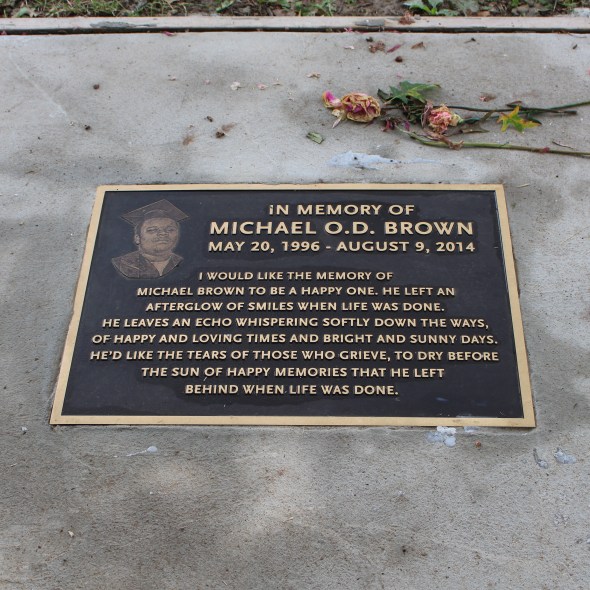 IN MEMORY OF
MICHAEL O.D. BROWN
MAY 20, 1996 - AUGUST 9, 2014
I WOULD LIKE THE MEMORY OF
MICHAEL BROWN TO BE A HAPPY ONE. HE LEFT AN
AFTERGLOW OF SMILES WHEN LIFE WAS DONE.
HE LEAVES AN ECHO WHISPERING SOFTLY DOWN THE WAYS,
OF HAPPY AND LOVING TIMES AND BRIGHT AND SUNNY DAYS.
HE'D LIKE THE TEARS OF THOSE WHO GRIEVE, TO DRY BEFORE
THE SUN OF HAPPY MEMORIES THAT HE LEFT
BEHIND WHEN LIFE WAS DONE.